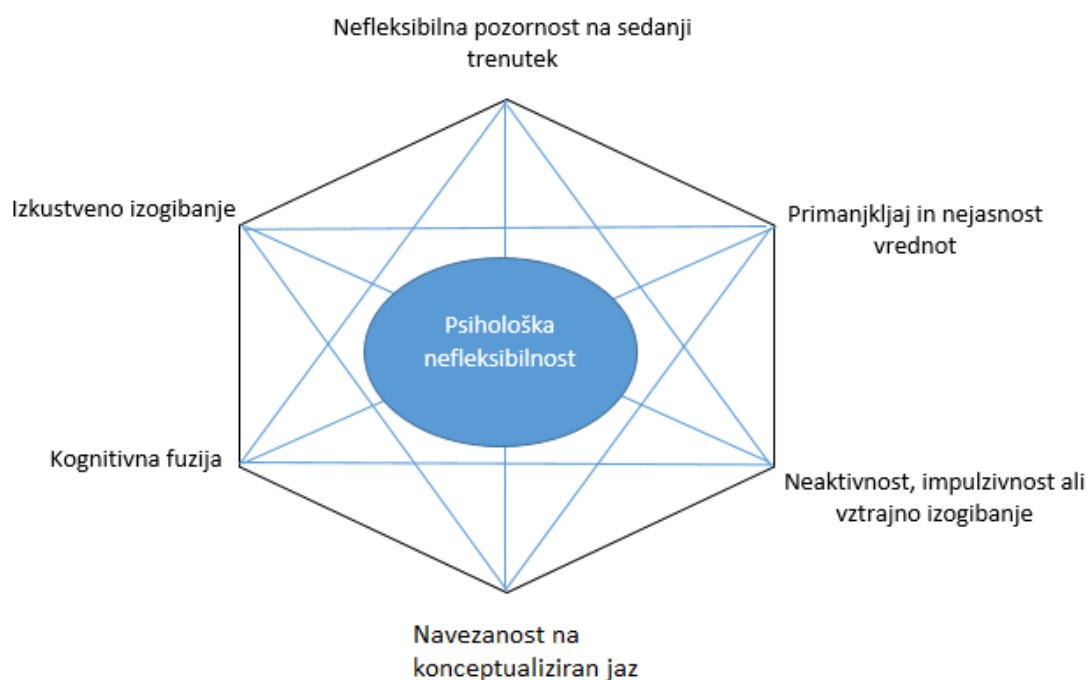 Nefleksibilna pozornost na sedanji
trenutek
Izkustveno izogibanje
Primanjkljaj in nejasnost
vrednot
Psihološka
nefleksibilnost
Kognitivna fuzija
Neaktivnost, impulzivnost ali
vztrajno izogibanje
Navezanost na
konceptualiziran jaz